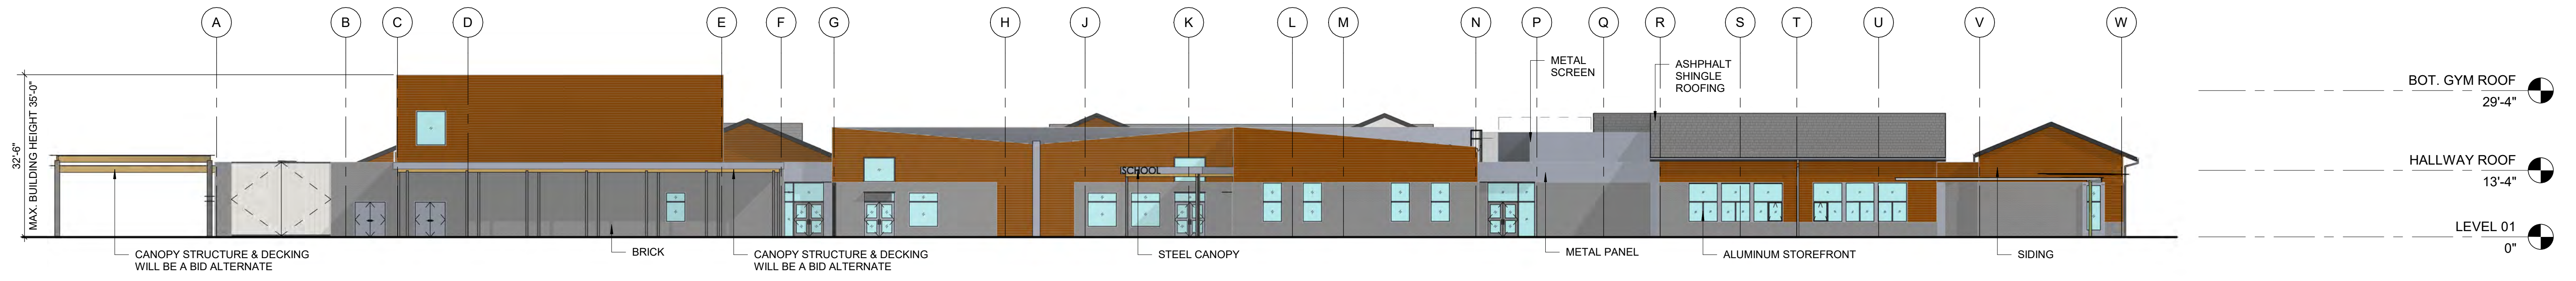 A
B
C
D
E
F
G
H
J
K
L
M
N
P
Q
R
S
T
U
V
W
32'-6"
MAX. BUILDING HEIGHT 35'-0"
METAL
SCREEN
ASHPHALT
SHINGLE
ROOFING
SCHOOL
CANOPY STRUCTURE & DECKING
WILL BE A BID ALTERNATE
BRICK
CANOPY STRUCTURE & DECKING
WILL BE A BID ALTERNATE
STEEL CANOPY
METAL PANEL
ALUMINUM STOREFRONT
SIDING
BOT. GYM ROOF
29'-4"
HALLWAY ROOF
13'-4"
LEVEL 01
0"